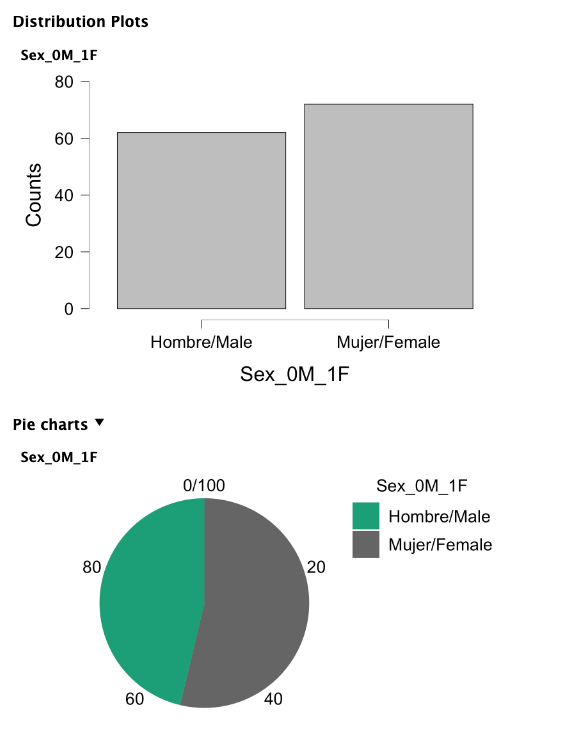 Distribution Plots
Sex_0M_1F
80
60
40
20
0
Counts
Hombre/Male
Mujer/Female
Sex_0M_1F
Pie charts ▼
Sex_0M_1F
0/100
20
40
60
80
Sex_0M_1F
Hombre/Male
Mujer/Female